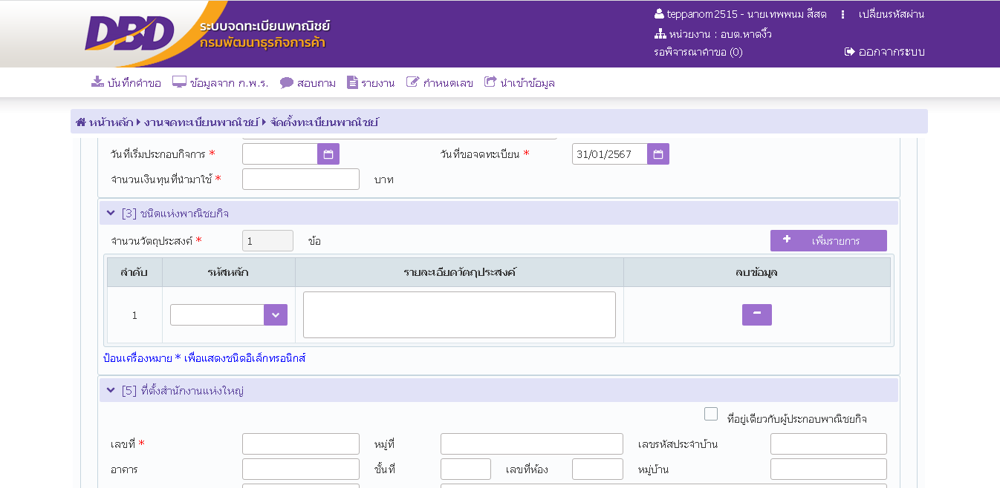 DBD
ระบบจดทะเบียนพาณิชย์
กรมพัฒนาธุรกิจการค้า
teppanom2515 - นายเทพพนม สีสด เปลี่ยนรหัสผ่าน
หน่วยงาน : อบต.หาดงิ้ว
รอพิจารณาคำขอ (0) ออกจากระบบ
บันทึกคำขอ ข้อมูลจาก ก.พ.ร. สอบถาม รายงาน กำหนดเลข นำเข้าข้อมูล
หน้าหลัก งานจดทะเบียนพาณิชย์ จัดตั้งทะเบียนพาณิชย์
วันที่เริ่มประกอบกิจการ * วันที่ขอจดทะเบียน * 31/01/2567
จำนวนเงินทุนที่นำมาใช้ * บาท
[3] ชนิดแห่งพาณิชยกิจ
จำนวนวัตถุประสงค์ * 1 ข้อ เพิ่มรายการ
ลำดับ รหัสหลัก รายละเอียดวัตถุประสงค์ ลบข้อมูล
1
ป้อนเครื่องหมาย * เพื่อแสดงชนิดอิเล็กทรอนิกส์
[5] ที่ตั้งสำนักงานแห่งใหญ่
ที่อยู่เดียวกับผู้ประกอบพาณิชยกิจ
เลขที่ * หมู่ที่ เลขรหัสประจำบ้าน
อาคาร ชั้นที่ เลขที่ห้อง หมู่บ้าน